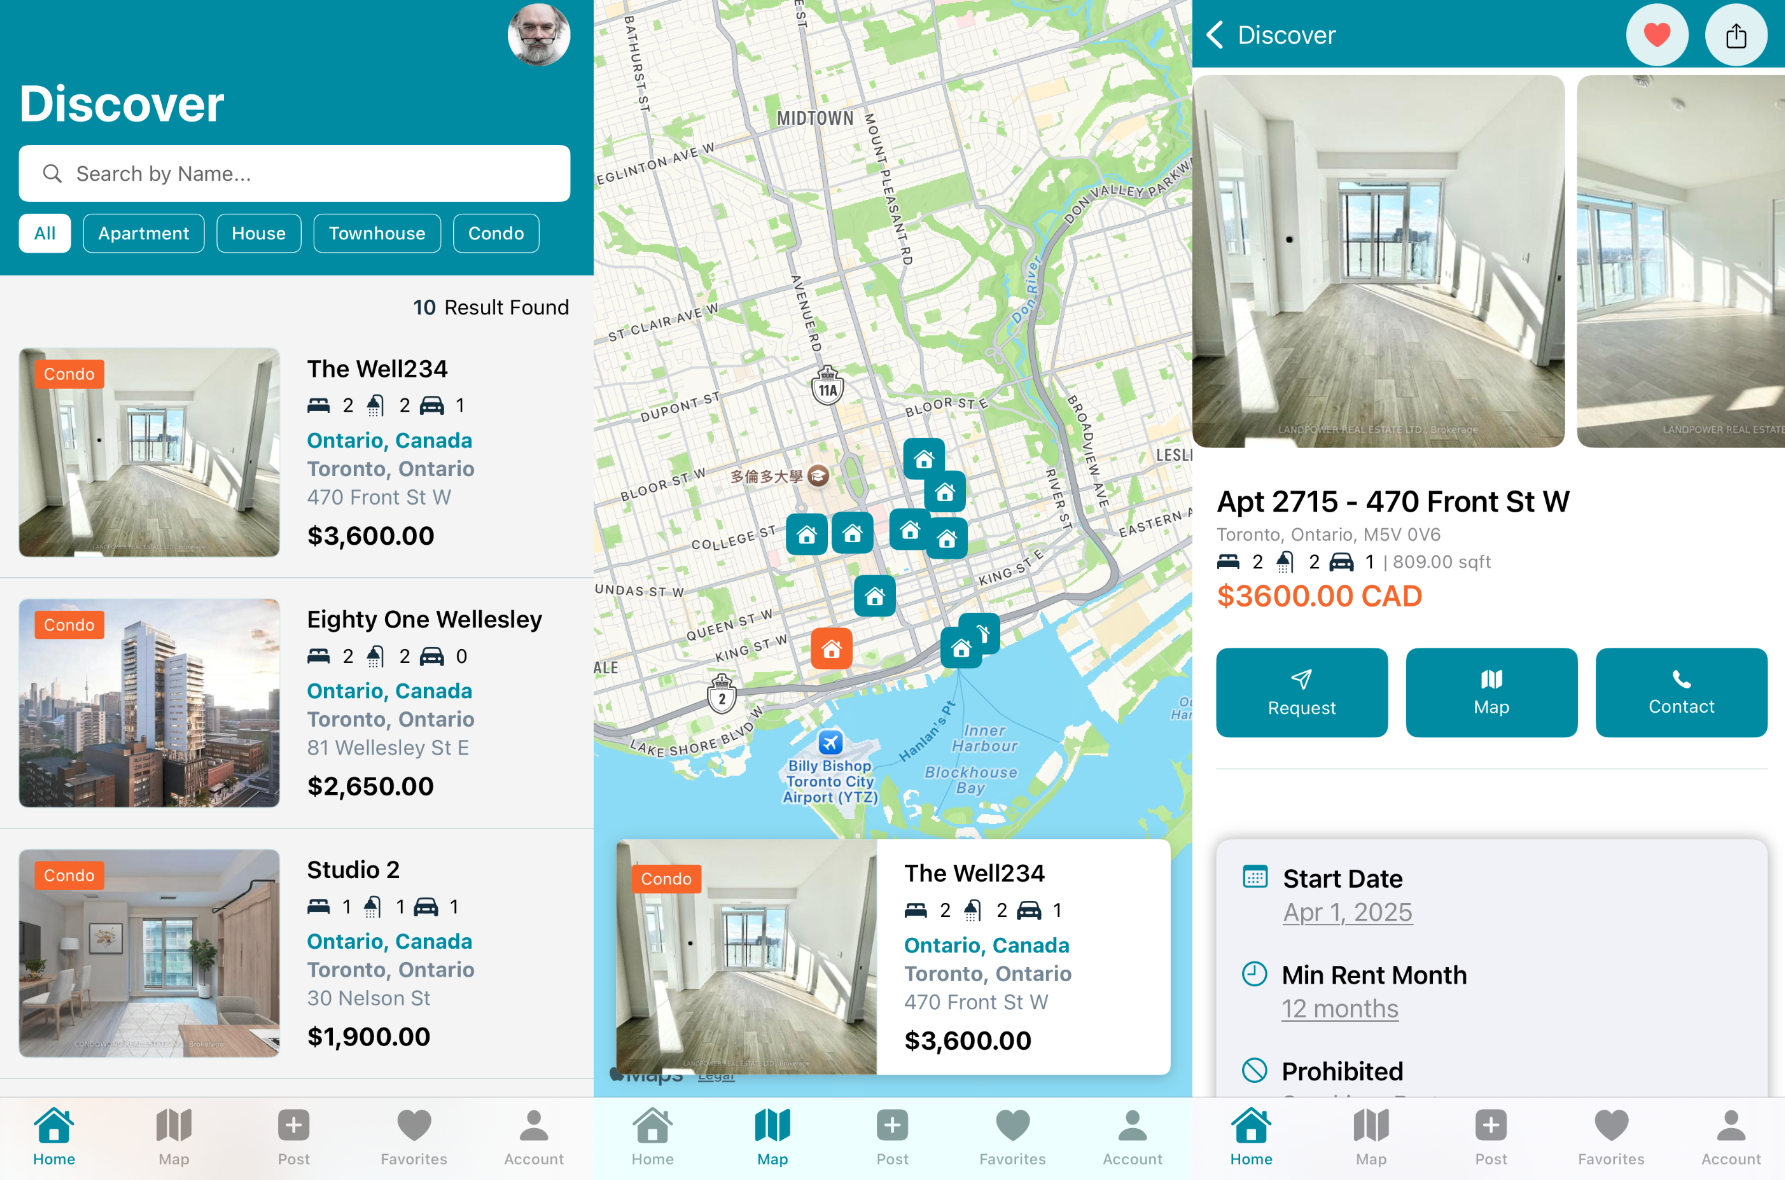 Discover
Search by Name...
All
Apartment
House
Townhouse
Condo
10 Result Found
Condo
The Well234
2 2 1
Ontario, Canada
Toronto, Ontario
470 Front St W
$3,600.00
Condo
Eighty One Wellesley
2 2 0
Ontario, Canada
Toronto, Ontario
81 Wellesley St E
$2,650.00
Condo
Studio 2
1 1 1
Ontario, Canada
Toronto, Ontario
30 Nelson St
$1,900.00
Home
Map
Post
Favorites
Account
BATHURST ST
E ST
MIDTOWN
MOUNT PLEASANT RD
EGLINTON AVE W
DON VALLEY PARKW
Don River
AVENUE RD
ST CLAIR AVE W
11A
DUPONT ST
BLOOR ST E
BROADVIEW AVE
LESLI
多倫多大學
BLOOR ST W
RIVER ST
EASTERN A
COLLEGE ST
KING ST E
UNDAS ST W
QUEEN ST W
KING ST W
ALE
2
LAKE SHORE BLVD W
Hanlan's Pt
Inner
Harbour
Ou
Har
Billy Bishop
Toronto City
Airport (YTZ)
Blockhouse
Bay
Condo
The Well234
2 2 1
Ontario, Canada
Toronto, Ontario
470 Front St W
$3,600.00
Maps
Legal
Home
Map
Post
Favorites
Account
Discover
LANDPOWER REAL ESTATE LTD., Brokerage
LANDPOWER REAL ESTATE
Apt 2715 - 470 Front St W
Toronto, Ontario, M5V 0V6
2 2 1 | 809.00 sqft
$3600.00 CAD
Request
Map
Contact
Start Date
Apr 1, 2025
Min Rent Month
12 months
Prohibited
Home
Map
Post
Favorites
Account